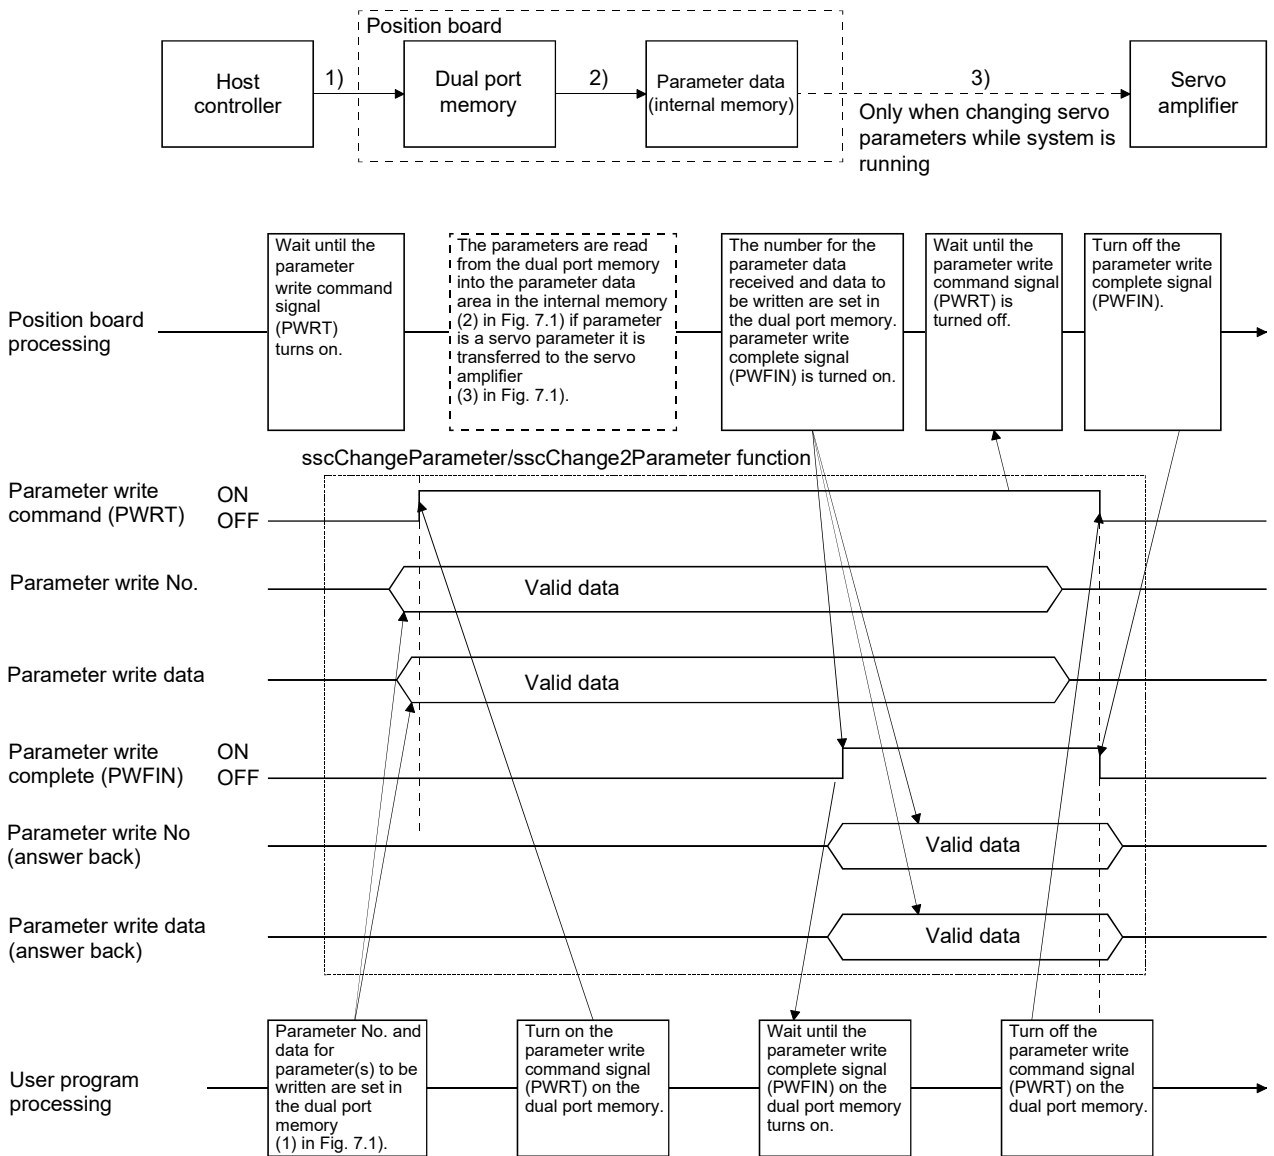 Position board
Host
controller
1)
Dual port
memory
2)
Parameter data
(internal memory)
3)
Only when changing servo
parameters while system is
running
Servo
amplifier
Position board
processing
Wait until the
parameter
write command
signal
(PWRT)
turns on.
The parameters are read
from the dual port memory
into the parameter data
area in the internal memory
(2) in Fig. 7.1) if parameter
is a servo parameter it is
transferred to the servo
amplifier
(3) in Fig. 7.1).
The number for the
parameter data
received and data to
be written are set in
the dual port memory.
parameter write
complete signal
(PWFIN) is turned on.
Wait until the
parameter write
command signal
(PWRT) is
turned off.
Turn off the
parameter write
complete signal
(PWFIN).
sscChangeParameter/sscChange2Parameter function
Parameter write
command (PWRT)
ON
OFF
Parameter write No.
Valid data
Parameter write data
Valid data
Parameter write
complete (PWFIN)
ON
OFF
Parameter write No
(answer back)
Valid data
Parameter write data
(answer back)
Valid data
User program
processing
Parameter No. and
data for
parameter(s) to be
written are set in
the dual port
memory
(1) in Fig. 7.1).
Turn on the
parameter write
command signal
(PWRT) on the
dual port memory.
Wait until the
parameter write
complete signal
(PWFIN) on the
dual port memory
turns on.
Turn off the
parameter write
command signal
(PWRT) on the
dual port memory.